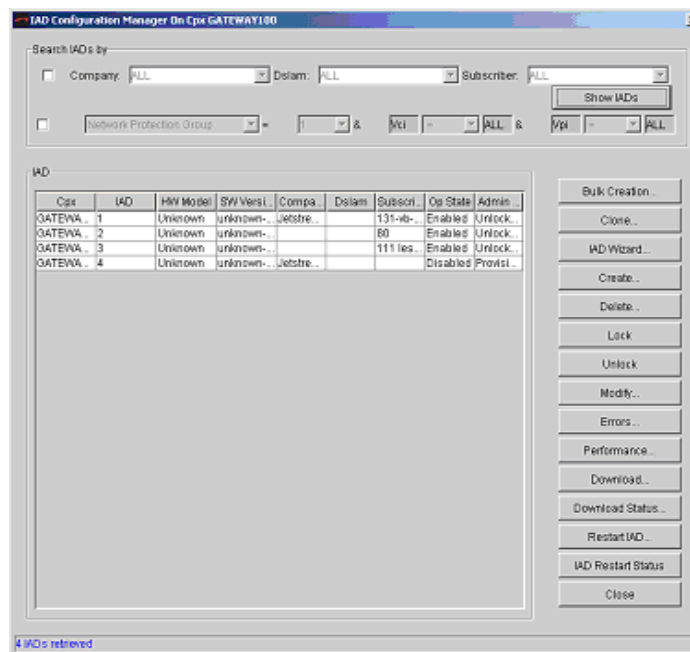 IAD Configuration Manager On Cpx GATEWAY100
Search IADs by
Company: ALL Dslam: ALL Subscriber: ALL
Show IADs
Network Protection Group = 1 & Vci = ALL & Vpi = ALL
IAD
Cpx IAD HW Model SW Versi... Compa... Dslam Subscri... Op State Admin ...
GATEWA... 1 Unknown unknown-... Jetstre... 131-vb-... Enabled Unlock...
GATEWA... 2 Unknown unknown-... 80 Enabled Unlock...
GATEWA... 3 Unknown unknown-... 111 les... Enabled Unlock...
GATEWA... 4 Unknown unknown-... Jetstre... Disabled Provisi...
Bulk Creation...
Clone...
IAD Wizard...
Create...
Delete...
Lock
Unlock
Modify...
Errors...
Performance...
Download...
Download Status...
Restart IAD...
IAD Restart Status
Close
4 IADs retrieved